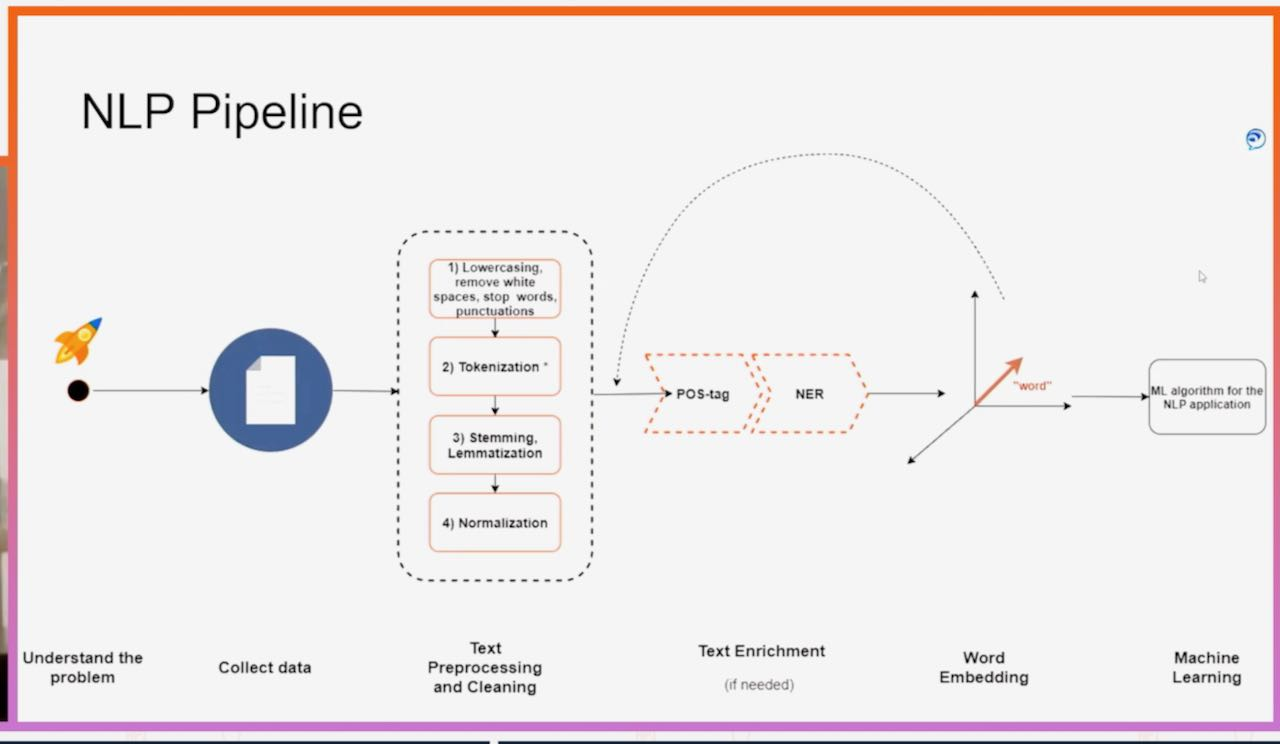 NLP Pipeline
1) Lowercasing,
remove white
spaces, stop words,
punctuations
2) Tokenization *
3) Stemming,
Lemmatization
4) Normalization
POS-tag
NER
"word"
ML algorithm for the
NLP application
Understand the
problem
Collect data
Text
Preprocessing
and Cleaning
Text Enrichment
(if needed)
Word
Embedding
Machine
Learning